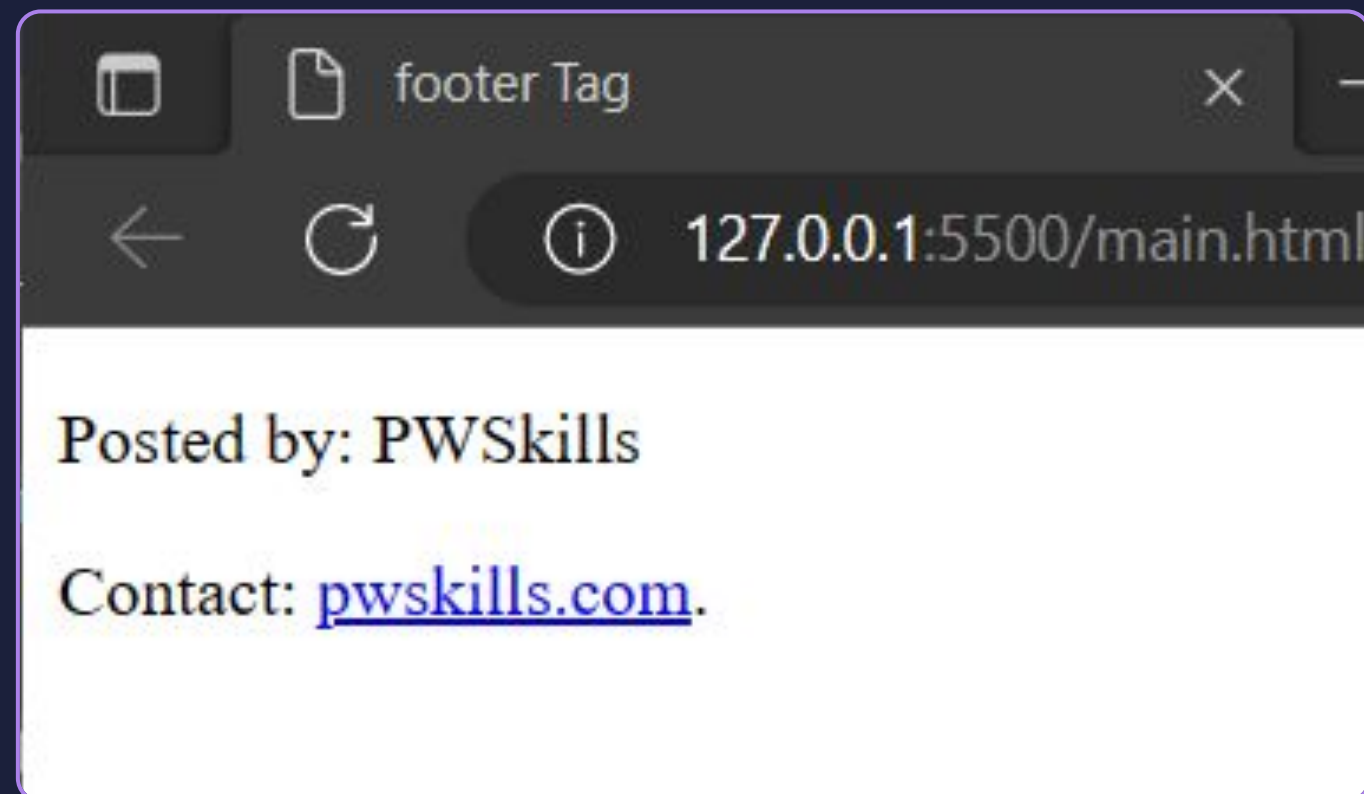 footer Tag
127.0.0.1:5500/main.html
Posted by: PWSkills
Contact: pwskills.com.